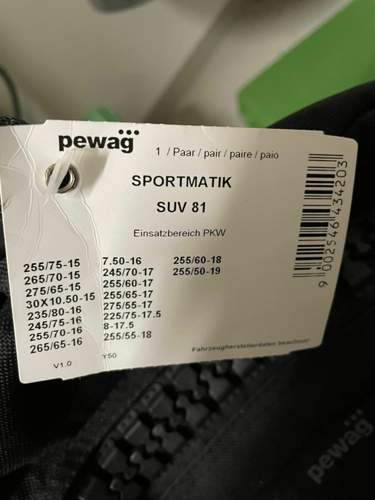 pewag
1 / Paar / pair / paire / paio
SPORTMATIK
SUV 81
Einsatzbereich PKW
255/75-15 7.50-16 255/60-18
265/70-15 245/70-17 255/50-19
275/65-15 255/60-17
30X10.50-15 255/65-17
235/80-16 275/55-17
245/75-16 225/75-17.5
255/70-16 8-17.5
265/65-16 255/55-18
V1.0 Y50
Fahrzeugherstellerdaten beachten!
9 002546 434203
pewag